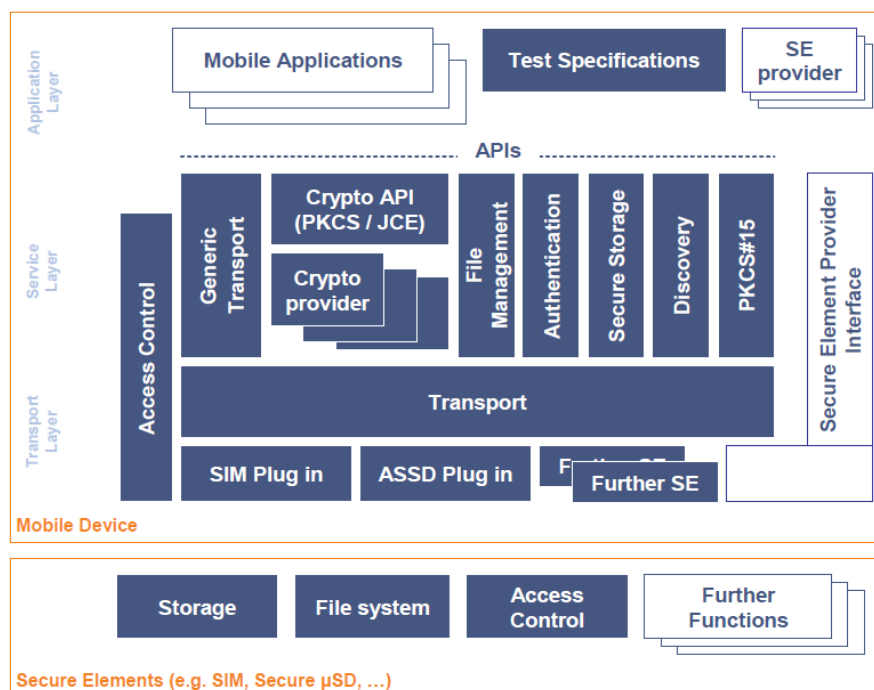 Application
Layer
Mobile Applications
Test Specifications
SE
provider
APIs
Service
Layer
Access Control
Generic
Transport
Crypto API
(PKCS / JCE)
Crypto
provider
File
Management
Authentication
Secure Storage
Discovery
PKCS#15
Secure Element Provider
Interface
Transport
Layer
Transport
SIM Plug in
ASSD Plug in
Further SE
Mobile Device
Storage
File system
Access
Control
Further
Functions
Secure Elements (e.g. SIM, Secure µSD, …)